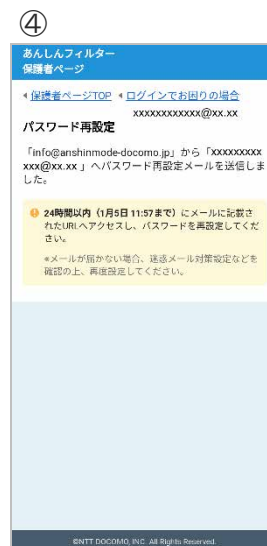 ④
あんしんフィルター
保護者ページ
保護者ページTOP ログインでお困りの場合
xxxxxxxxxxxx@xx.xx
パスワード再設定
「info@anshinmode-docomo.jp」から「xxxxxxxxx
xxx@xx.xx 」へパスワード再設定メールを送信しま
した。
24時間以内（1月5日 11:57まで）にメールに記載さ
れたURLへアクセスし、パスワードを再設定してくだ
さい。
※メールが届かない場合、迷惑メール対策設定などを
確認の上、再度設定してください。
©NTT DOCOMO, INC. All Rights Reserved.